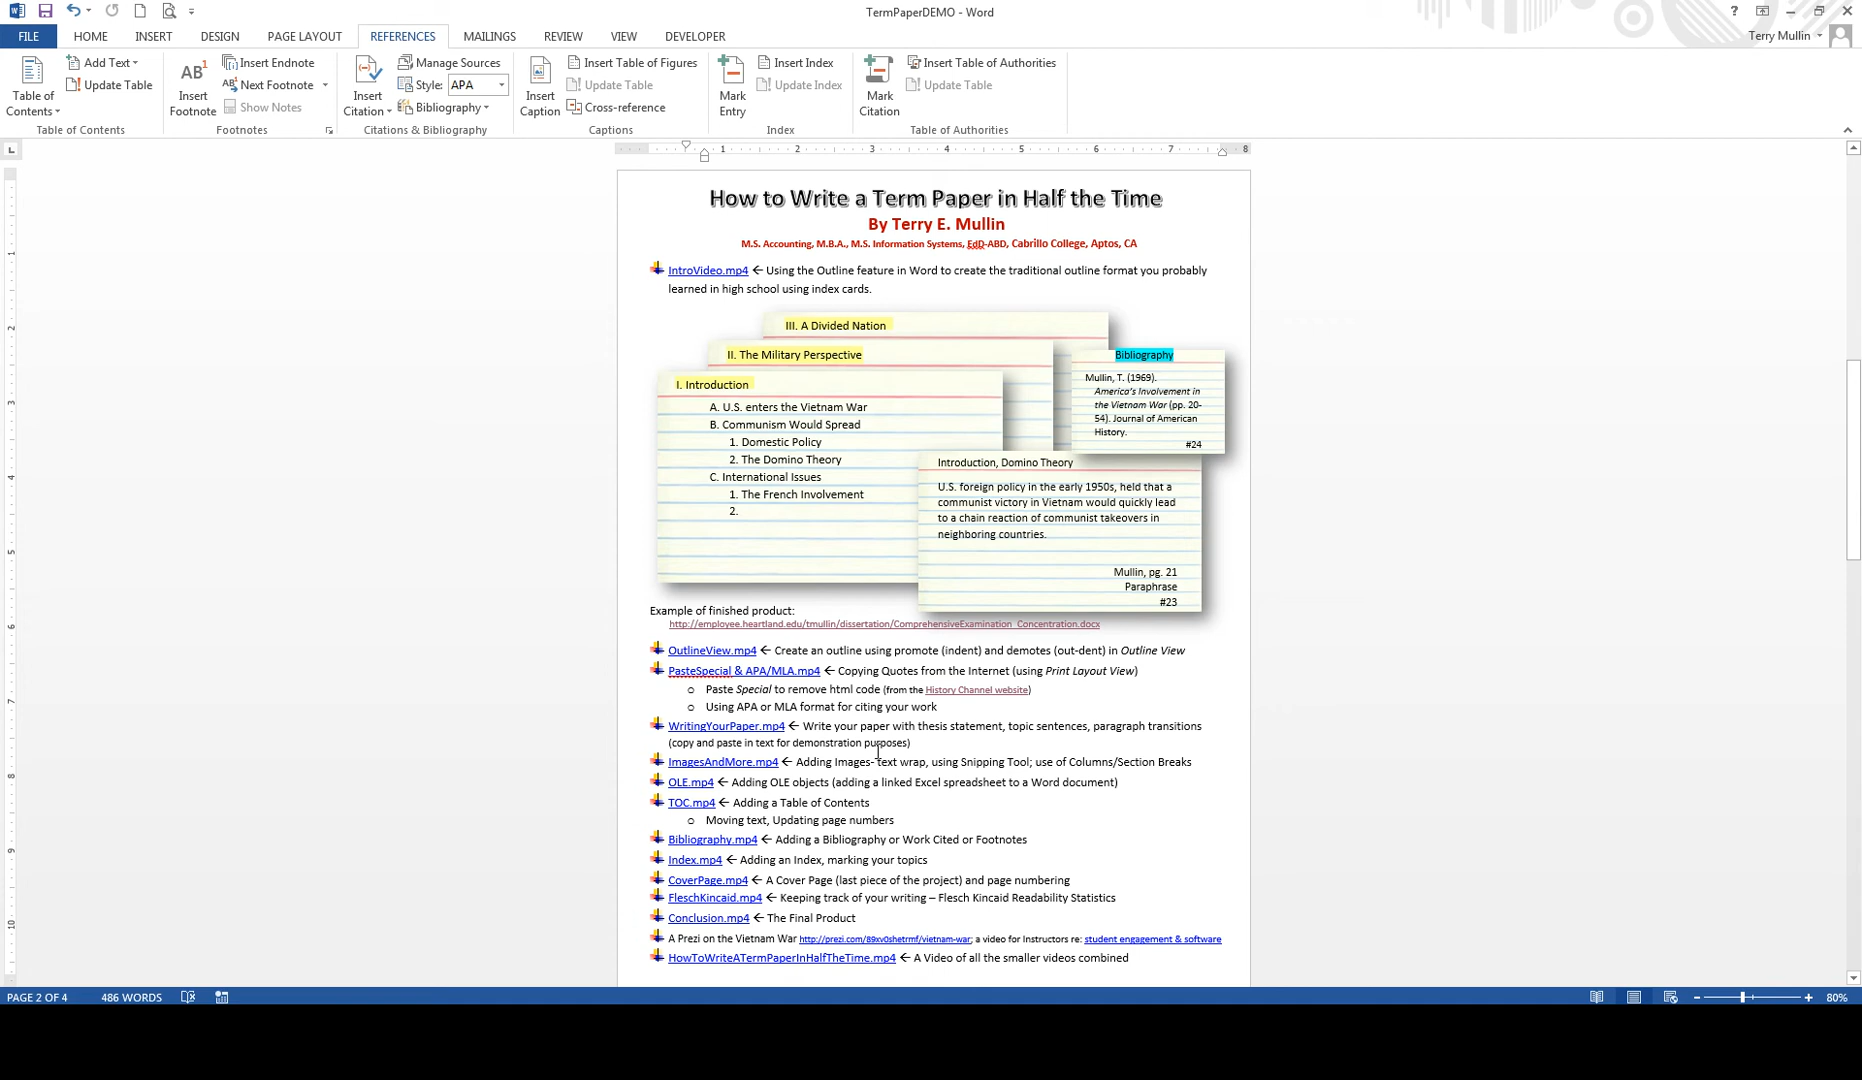 TermPaperDEMO - Word
?
FILE HOME INSERT DESIGN PAGE LAYOUT REFERENCES MAILINGS REVIEW VIEW DEVELOPER
Terry Mullin
Table of Contents
Add Text
Update Table
Table of Contents
AB1
Insert Footnote
Insert Endnote
Next Footnote
Show Notes
Footnotes
Insert Citation
Manage Sources
Style: APA
Bibliography
Citations & Bibliography
Insert Caption
Insert Table of Figures
Update Table
Cross-reference
Captions
Mark Entry
Insert Index
Update Index
Index
Mark Citation
Insert Table of Authorities
Update Table
Table of Authorities
L
1 2 3 4 5 6 7 8
1
2
3
4
5
6
7
8
9
10
How to Write a Term Paper in Half the Time
By Terry E. Mullin
M.S. Accounting, M.B.A., M.S. Information Systems, EdD-ABD, Cabrillo College, Aptos, CA
IntroVideo.mp4 ← Using the Outline feature in Word to create the traditional outline format you probably
learned in high school using index cards.
III. A Divided Nation
II. The Military Perspective
I. Introduction
A. U.S. enters the Vietnam War
B. Communism Would Spread
1. Domestic Policy
2. The Domino Theory
C. International Issues
1. The French Involvement
2.
Bibliography
Mullin, T. (1969).
America's Involvement in
the Vietnam War (pp. 20-
54). Journal of American
History.
#24
Introduction, Domino Theory
U.S. foreign policy in the early 1950s, held that a
communist victory in Vietnam would quickly lead
to a chain reaction of communist takeovers in
neighboring countries.
Mullin, pg. 21
Paraphrase
#23
Example of finished product:
http://employee.heartland.edu/tmullin/dissertation/ComprehensiveExamination_Concentration.docx
OutlineView.mp4 ← Create an outline using promote (indent) and demotes (out-dent) in Outline View
PasteSpecial & APA/MLA.mp4 ← Copying Quotes from the Internet (using Print Layout View)
o Paste Special to remove html code (from the History Channel website)
o Using APA or MLA format for citing your work
WritingYourPaper.mp4 ← Write your paper with thesis statement, topic sentences, paragraph transitions
(copy and paste in text for demonstration purposes)
ImagesAndMore.mp4 ← Adding Images- text wrap, using Snipping Tool; use of Columns/Section Breaks
OLE.mp4 ← Adding OLE objects (adding a linked Excel spreadsheet to a Word document)
TOC.mp4 ← Adding a Table of Contents
o Moving text, Updating page numbers
Bibliography.mp4 ← Adding a Bibliography or Work Cited or Footnotes
Index.mp4 ← Adding an Index, marking your topics
CoverPage.mp4 ← A Cover Page (last piece of the project) and page numbering
FleschKincaid.mp4 ← Keeping track of your writing – Flesch Kincaid Readability Statistics
Conclusion.mp4 ← The Final Product
A Prezi on the Vietnam War http://prezi.com/89xv0shetrmf/vietnam-war; a video for Instructors re: student engagement & software
HowToWriteATermPaperInHalfTheTime.mp4 ← A Video of all the smaller videos combined
PAGE 2 OF 4 486 WORDS 80%